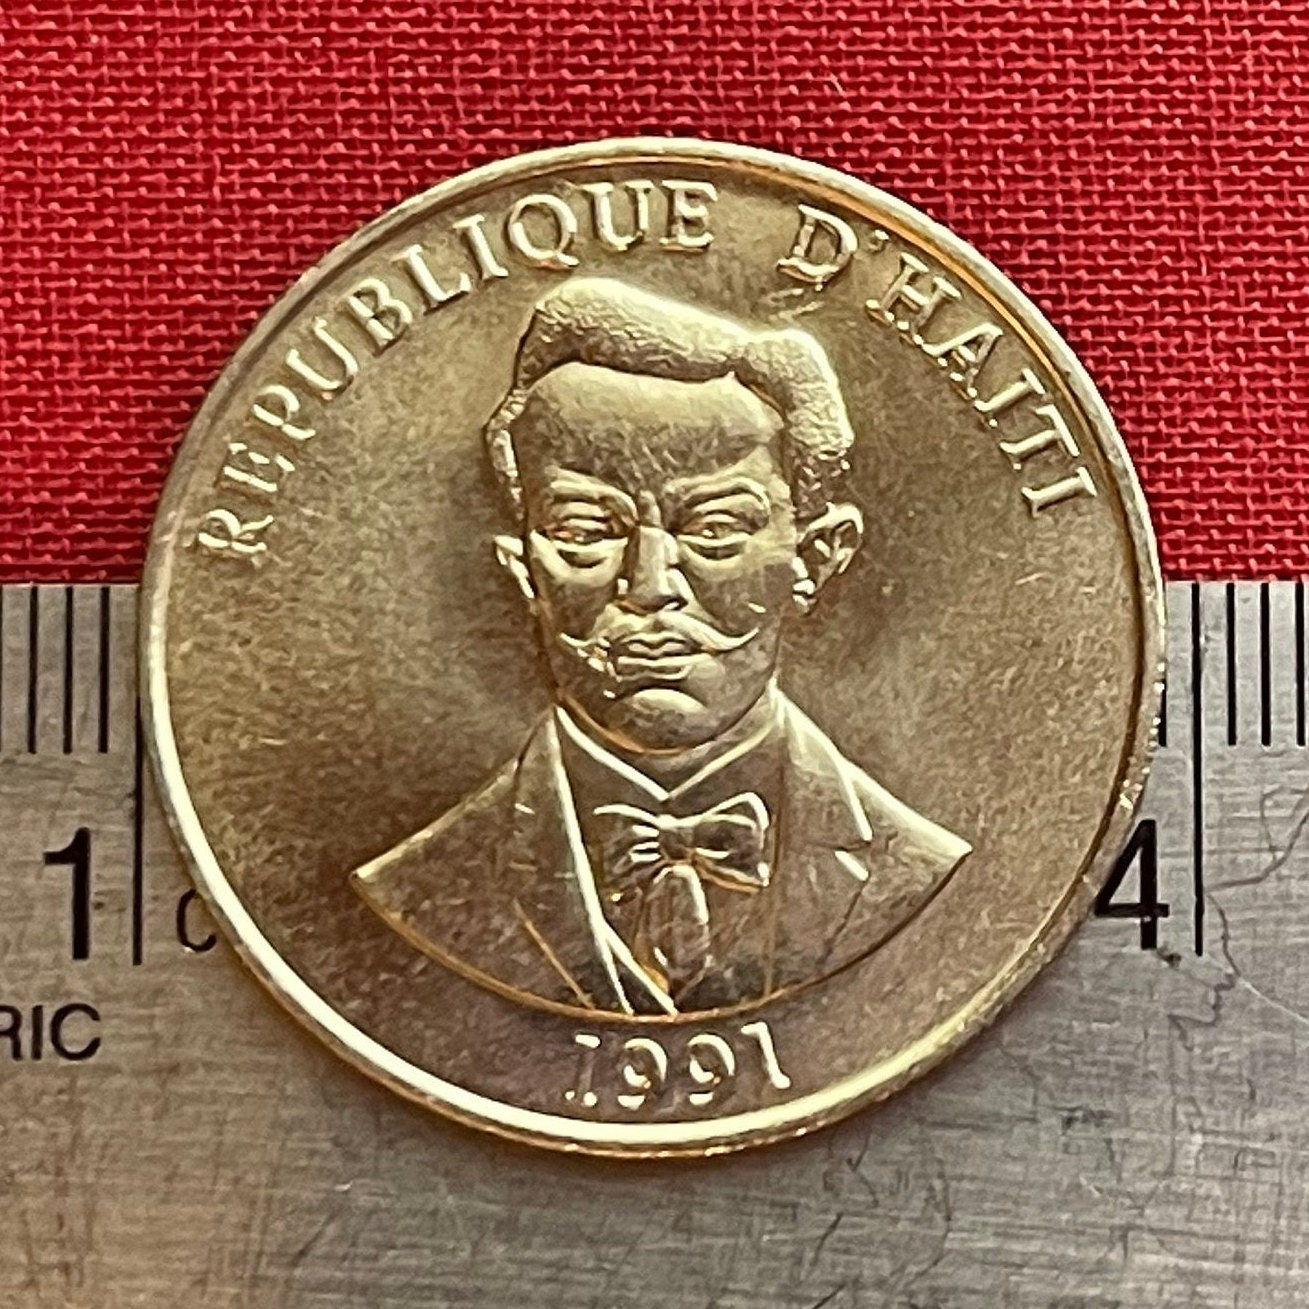 REPUBLIQUE D'HAITI
1991
1 C
4
RIC